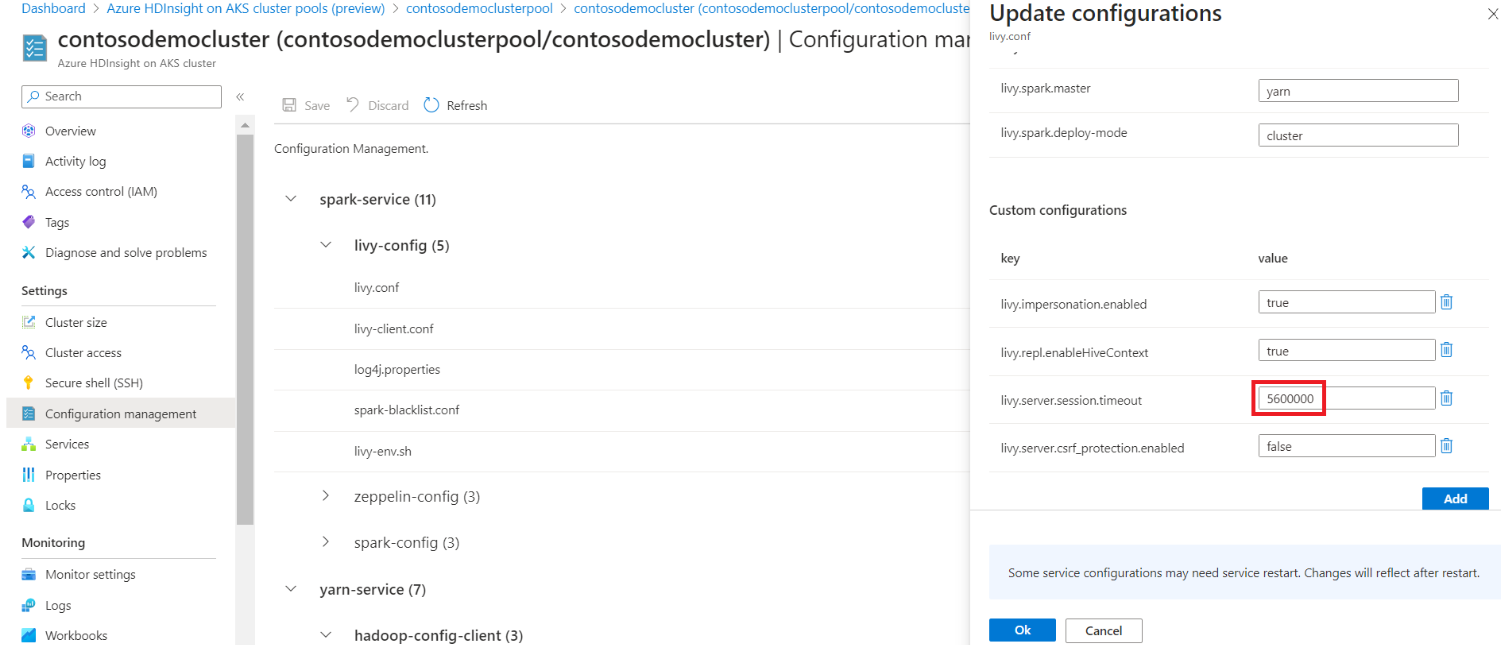 Dashboard > Azure HDInsight on AKS cluster pools (preview) > contosodemoclusterpool > contosodemocluster (contosodemoclusterpool/contosodemocluste
contosodemocluster (contosodemoclusterpool/contosodemocluster) | Configuration mar
Azure HDInsight on AKS cluster
Search
«
Overview
Activity log
Access control (IAM)
Tags
Diagnose and solve problems
Settings
Cluster size
Cluster access
Secure shell (SSH)
Configuration management
Services
Properties
Locks
Monitoring
Monitor settings
Logs
Workbooks
Save Discard Refresh
Configuration Management.
spark-service (11)
livy-config (5)
livy.conf
livy-client.conf
log4j.properties
spark-blacklist.conf
livy-env.sh
zeppelin-config (3)
spark-config (3)
yarn-service (7)
hadoop-config-client (3)
Update configurations
livy.conf
livy.spark.master yarn
livy.spark.deploy-mode cluster
Custom configurations
key value
livy.impersonation.enabled true
livy.repl.enableHiveContext true
livy.server.session.timeout 5600000
livy.server.csrf_protection.enabled false
Add
Some service configurations may need service restart. Changes will reflect after restart.
Ok Cancel